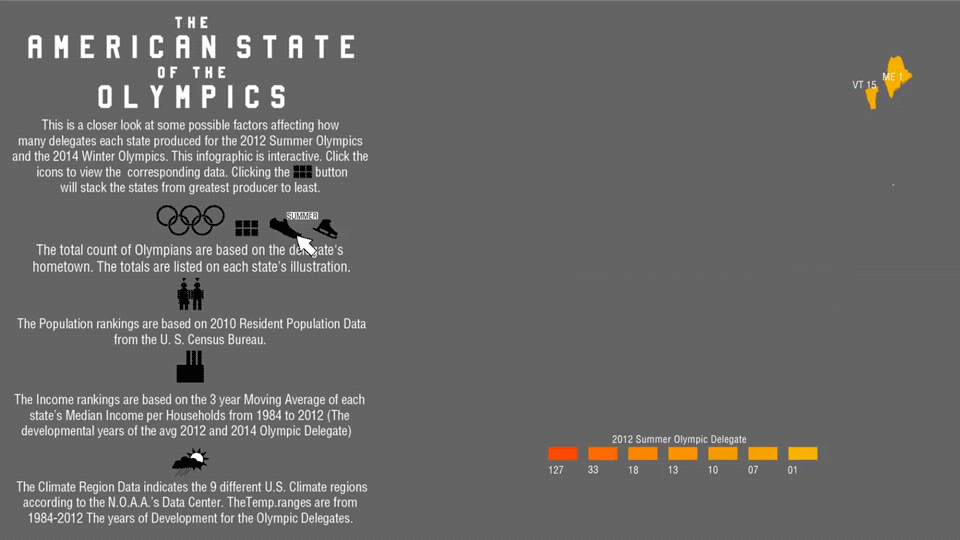 THE
AMERICAN STATE
OF THE
OLYMPICS
This is a closer look at some possible factors affecting how
many delegates each state produced for the 2012 Summer Olympics
and the 2014 Winter Olympics. This infographic is interactive. Click the
icons to view the corresponding data. Clicking the button
will stack the states from greatest producer to least.
SUMMER
The total count of Olympians are based on the delegate's
hometown. The totals are listed on each state's illustration.
The Population rankings are based on 2010 Resident Population Data
from the U. S. Census Bureau.
The Income rankings are based on the 3 year Moving Average of each
state's Median Income per Households from 1984 to 2012 (The
developmental years of the avg 2012 and 2014 Olympic Delegate)
The Climate Region Data indicates the 9 different U.S. Climate regions
according to the N.O.A.A.'s Data Center. TheTemp.ranges are from
1984-2012 The years of Development for the Olympic Delegates.
ME 1
VT 15
2012 Summer Olympic Delegate
127 33 18 13 10 07 01